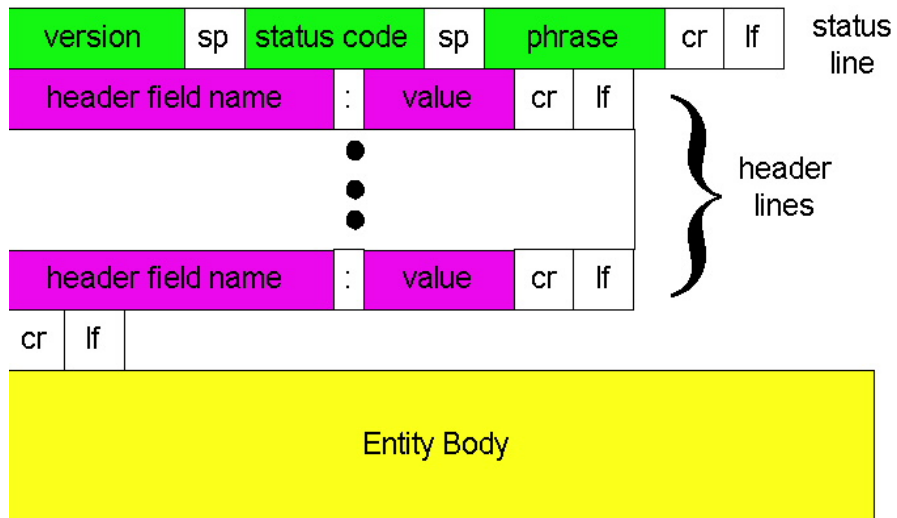 version sp status code sp phrase cr lf status line
header field name : value cr lf
header lines
header field name : value cr lf
cr lf
Entity Body